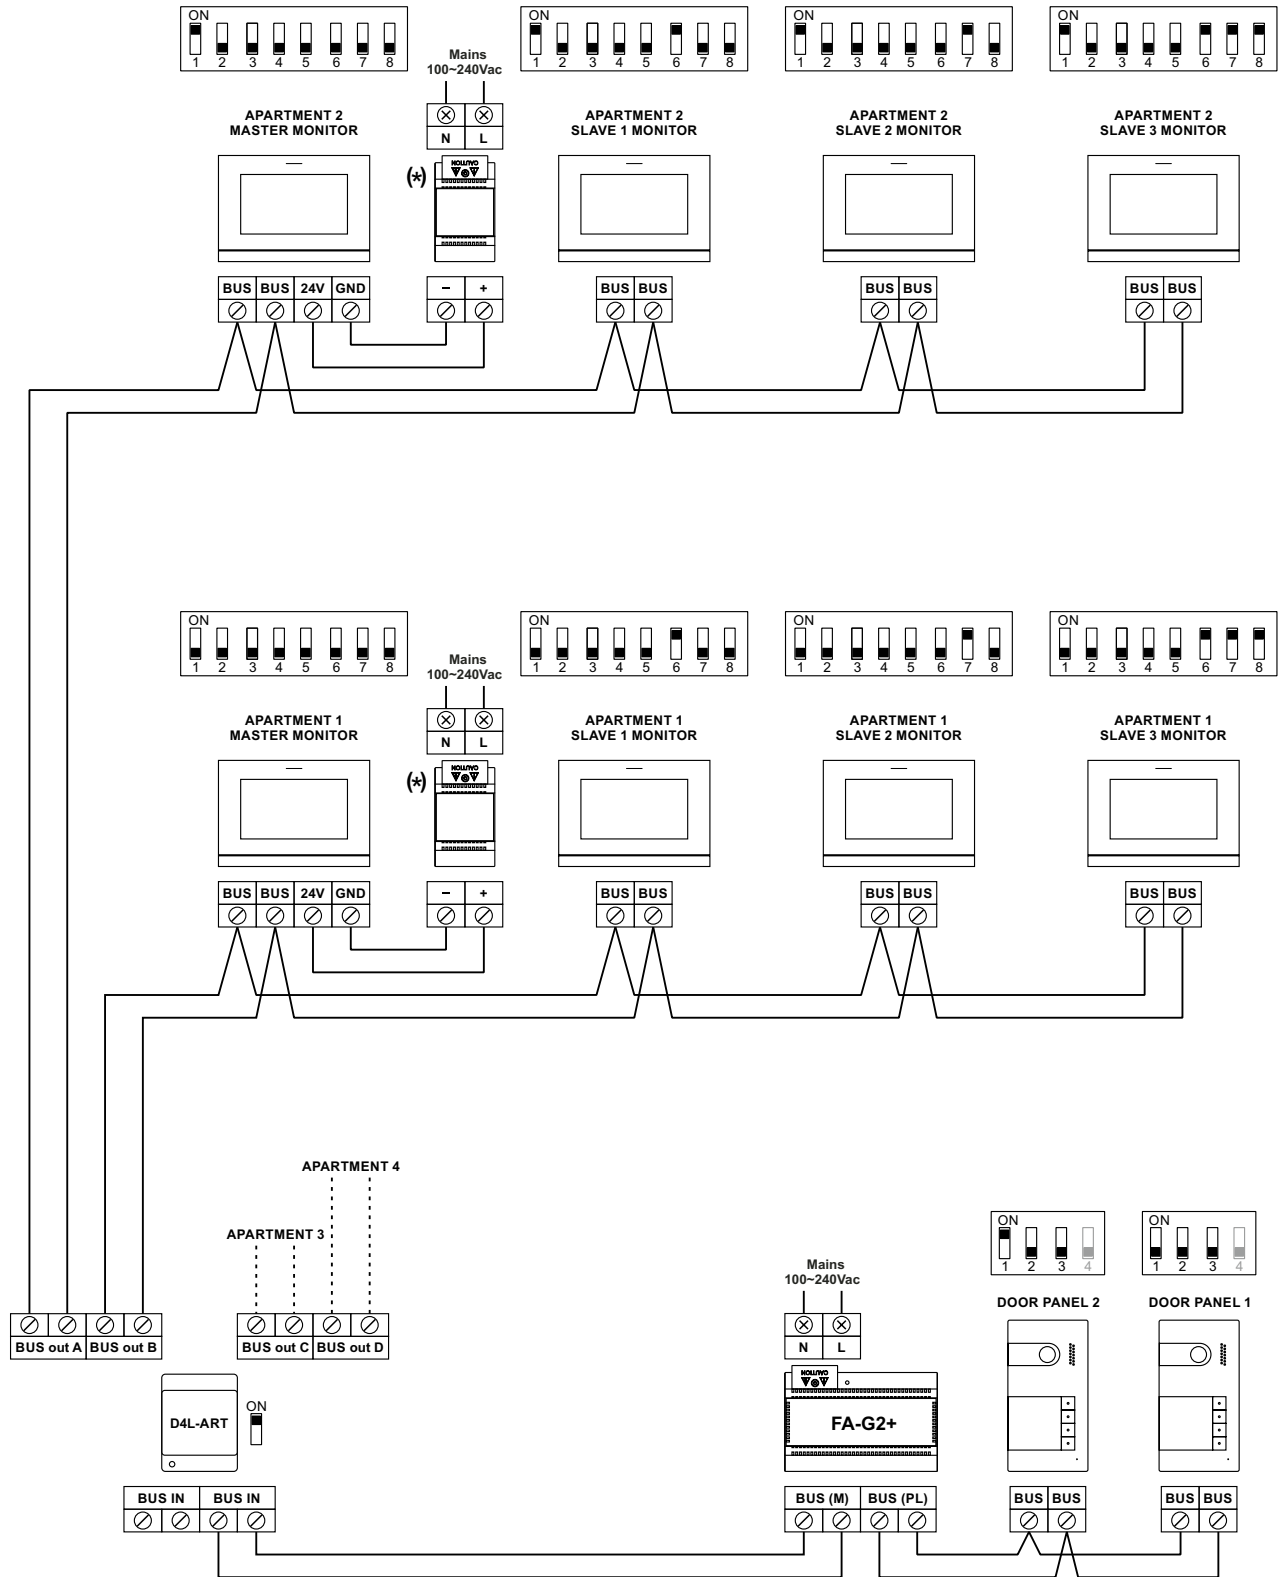 ON ON ON ON
1 2 3 4 5 6 7 8 1 2 3 4 5 6 7 8 1 2 3 4 5 6 7 8 1 2 3 4 5 6 7 8
Mains
100~240Vac
APARTMENT 2
MASTER MONITOR
N L
APARTMENT 2
SLAVE 1 MONITOR
APARTMENT 2
SLAVE 2 MONITOR
APARTMENT 2
SLAVE 3 MONITOR
(*)
CAUTION
BUS BUS 24V GND – + BUS BUS BUS BUS BUS BUS
ON ON ON ON
1 2 3 4 5 6 7 8 1 2 3 4 5 6 7 8 1 2 3 4 5 6 7 8 1 2 3 4 5 6 7 8
Mains
100~240Vac
APARTMENT 1
MASTER MONITOR
N L
APARTMENT 1
SLAVE 1 MONITOR
APARTMENT 1
SLAVE 2 MONITOR
APARTMENT 1
SLAVE 3 MONITOR
(*)
CAUTION
BUS BUS 24V GND – + BUS BUS BUS BUS BUS BUS
APARTMENT 4
APARTMENT 3
ON ON
1 2 3 4 1 2 3 4
Mains
100~240Vac
DOOR PANEL 2 DOOR PANEL 1
BUS out A BUS out B BUS out C BUS out D N L
CAUTION
ON
D4L-ART
FA-G2+
BUS IN BUS IN BUS (M) BUS (PL) BUS BUS BUS BUS